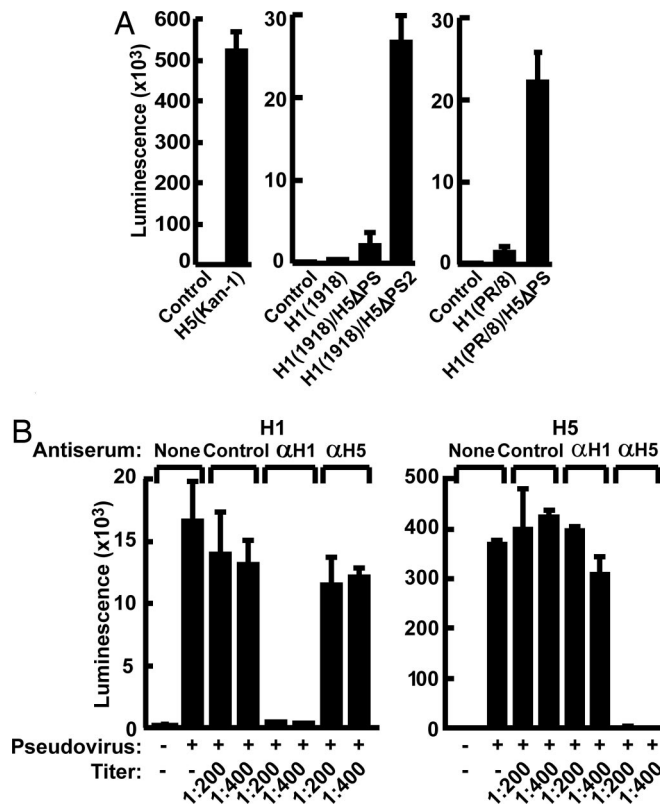 A
Luminescence (x10³)
600
500
400
300
200
100
0
Control
H5(Kan-1)
30
20
10
0
Control
H1(1918)
H1(1918)/H5ΔPS
H1(1918)/H5ΔPS2
30
20
10
0
Control
H1(PR/8)
H1(PR/8)/H5ΔPS
B
H1
H5
Antiserum: None Control αH1 αH5
None Control αH1 αH5
Luminescence (x10³)
20
15
10
5
0
500
400
300
200
100
0
Pseudovirus: - + + + + + + +
- + + + + + + +
Titer: - - 1:200 1:400 1:200 1:400 1:200 1:400
- - 1:200 1:400 1:200 1:400 1:200 1:400